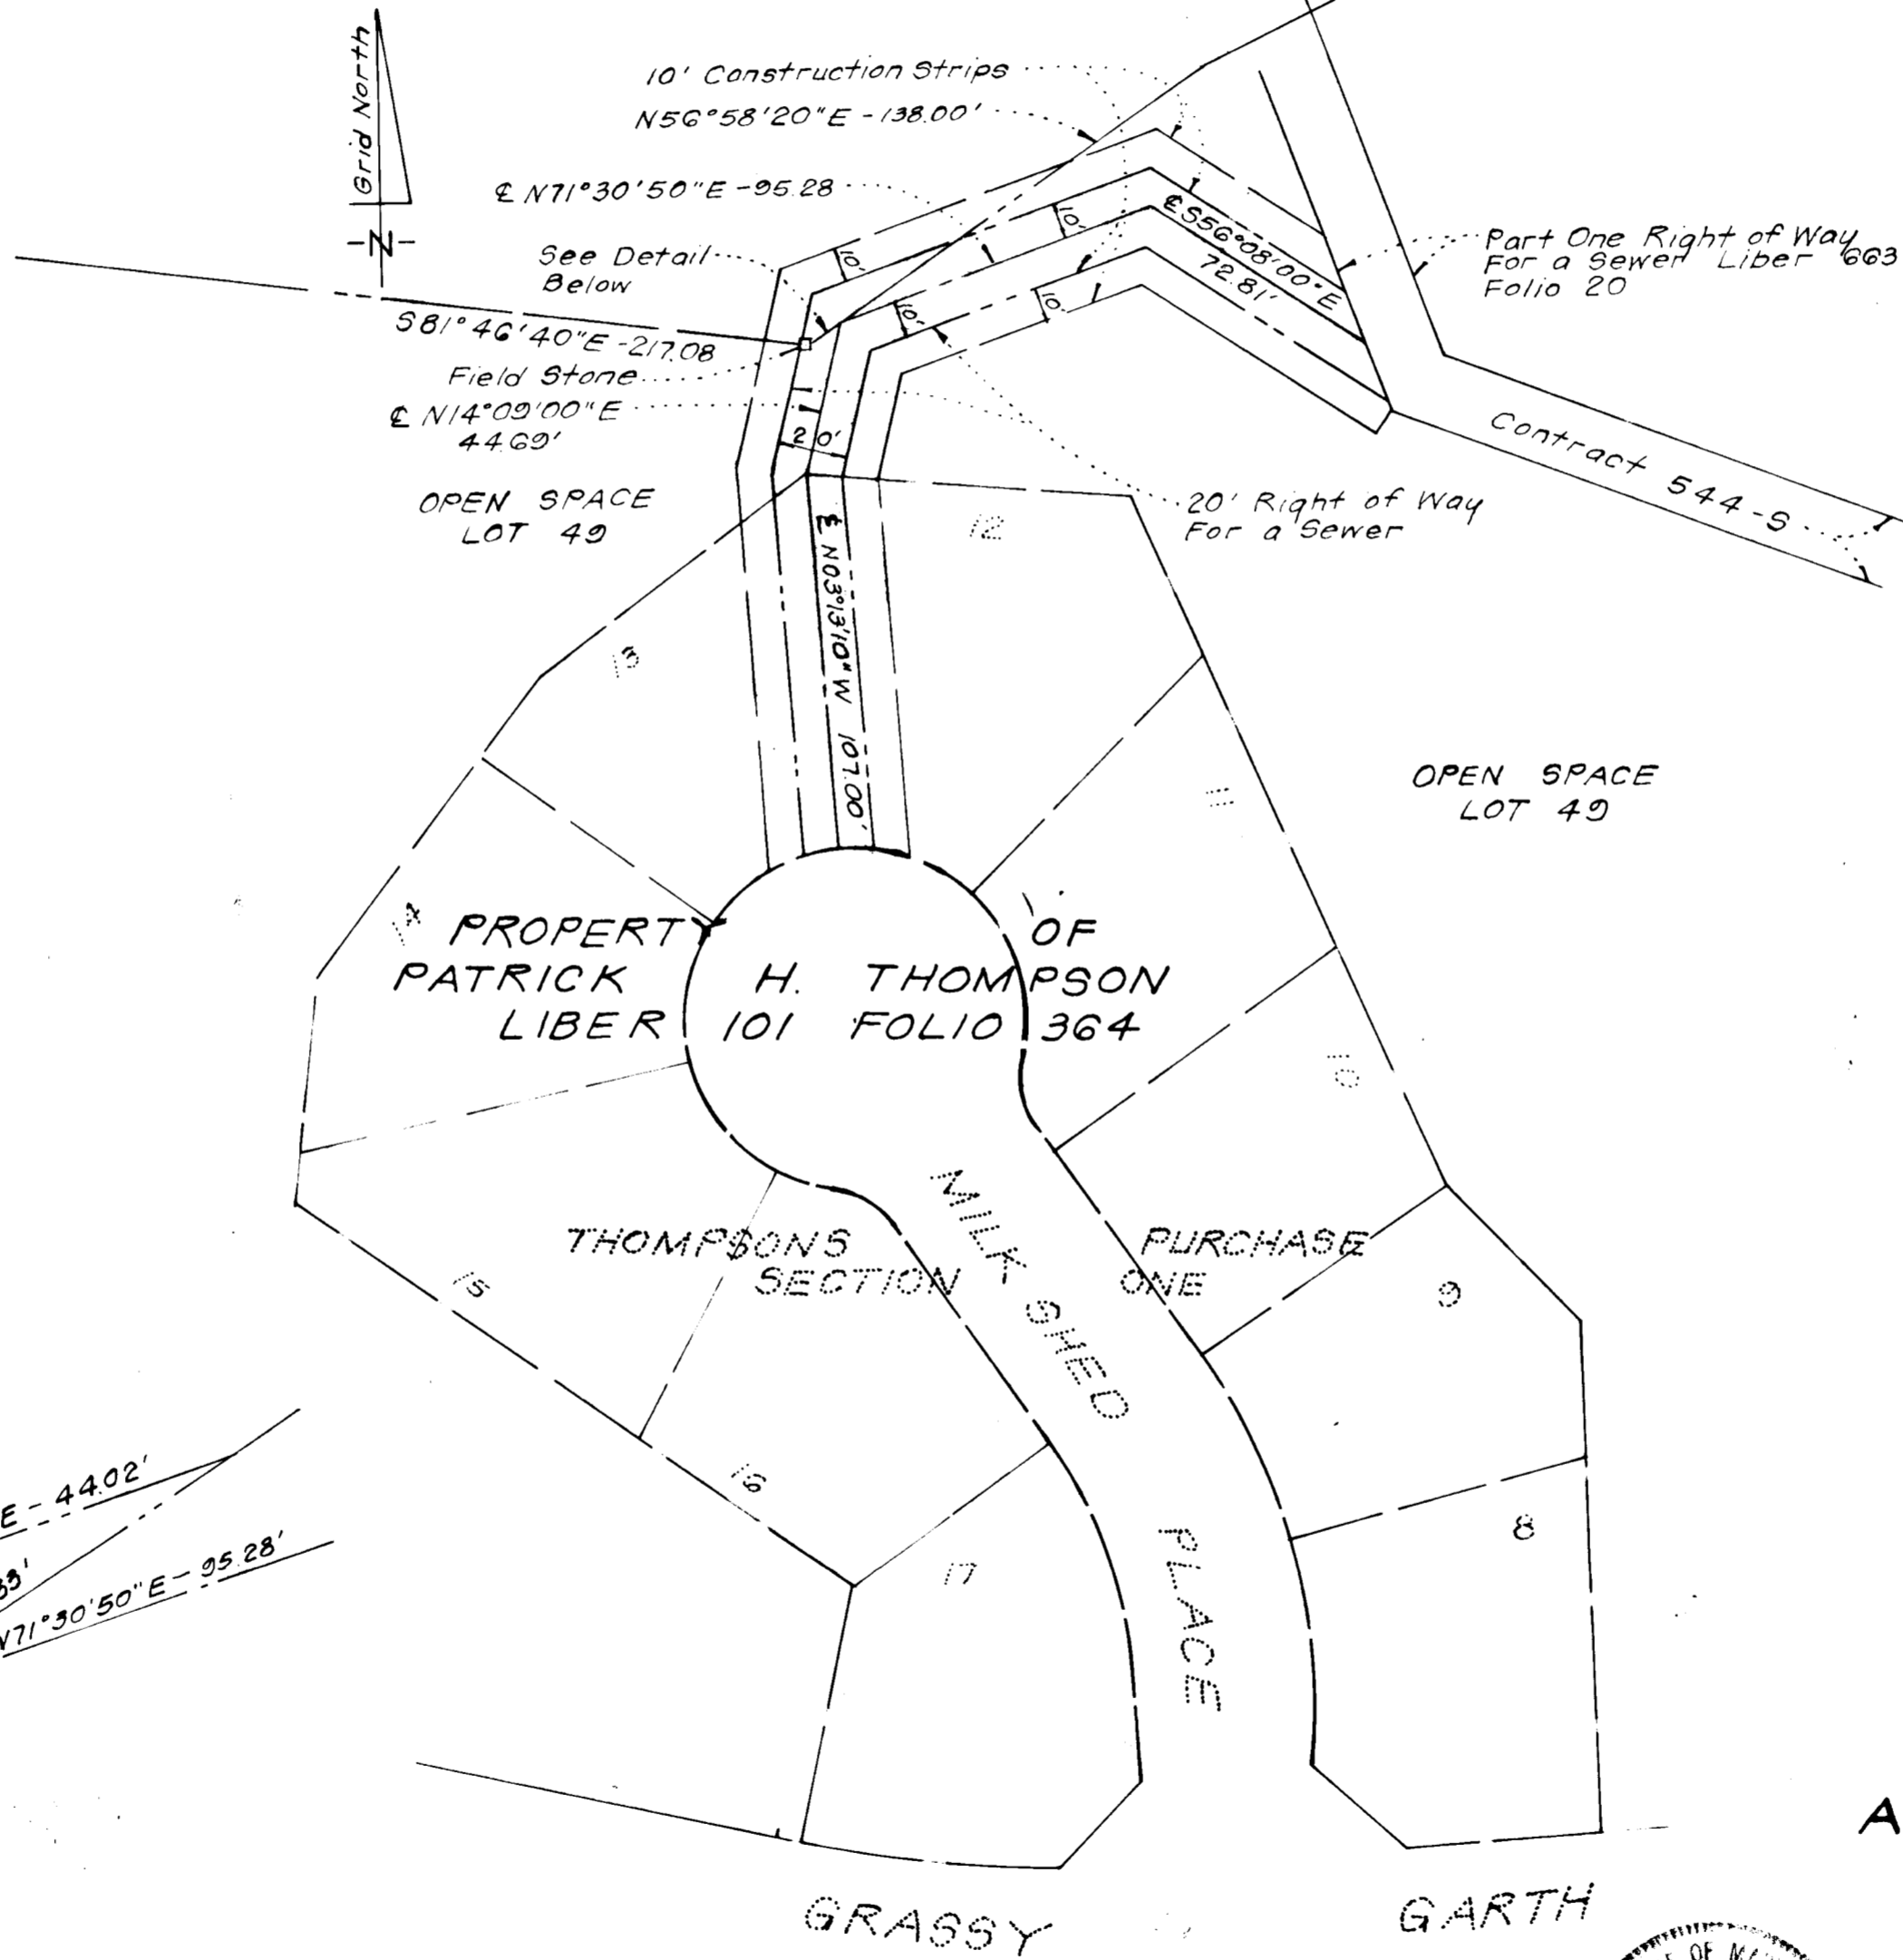 Grid North
-N-
10' Construction Strips
N56°58'20"E - 138.00'
℄ N71°30'50"E - 95.28
See Detail
Below
S81°46'40"E - 217.08
Field Stone
℄ N14°09'00"E
44.69'
10'
10'
10'
10'
20'
℄ S56°08'00"E
72.81'
Part One Right of Way
For a Sewer Liber 663
Folio 20
Contract 544-S
20' Right of Way
For a Sewer
OPEN SPACE
LOT 49
℄ N03°13'10"W 107.00'
12
13
11
OPEN SPACE
LOT 49
14
PROPERTY OF
PATRICK H. THOMPSON
LIBER 101 FOLIO 364
10
THOMPSONS PURCHASE
SECTION ONE
MILK SHED
PLACE
15
9
16
8
17
E - 44.02'
33'
N71°30'50"E - 95.28'
A
GRASSY GARTH